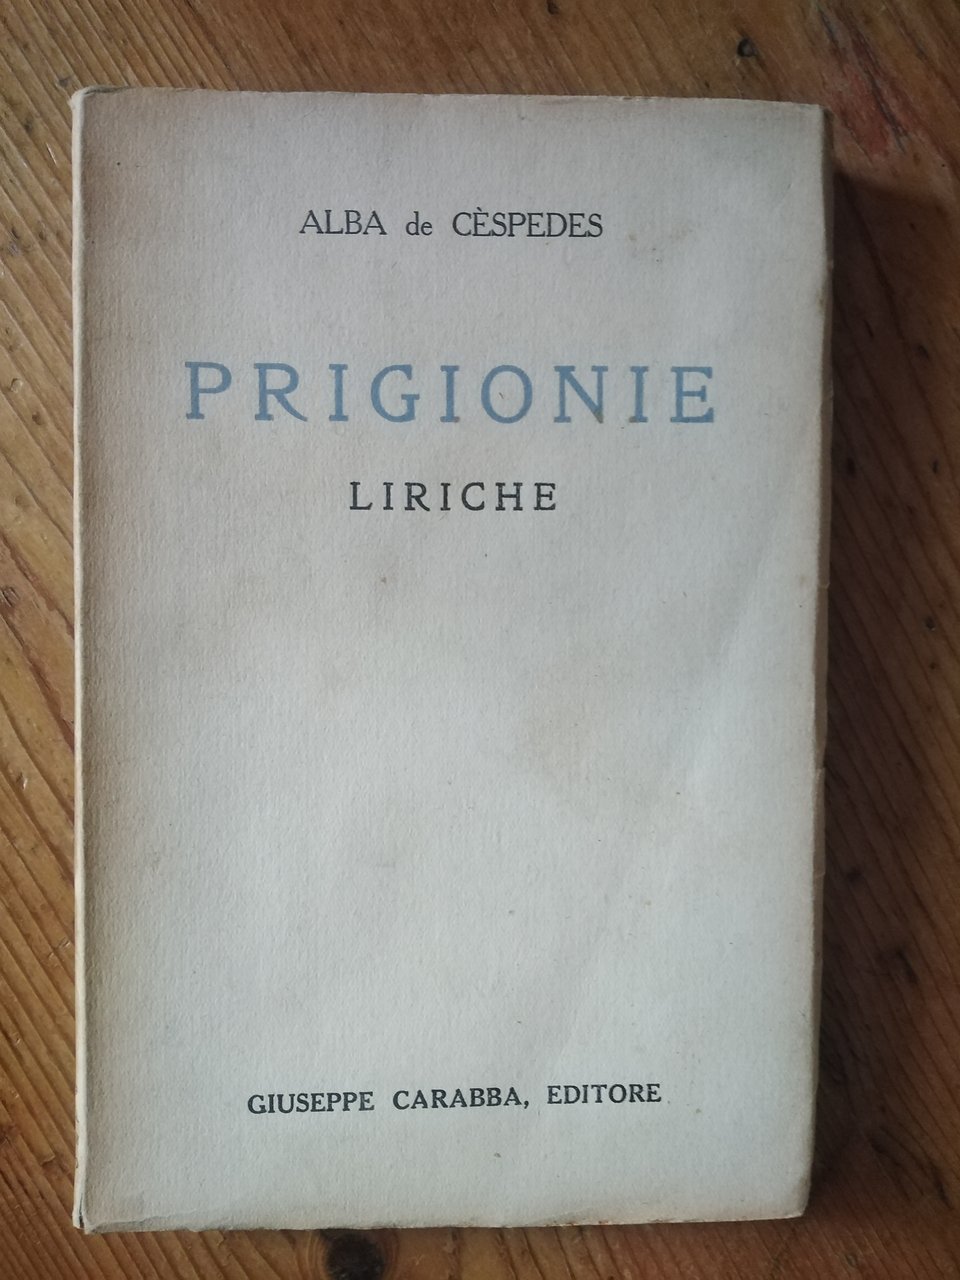 ALBA de CÈSPEDES
PRIGIONIE
LIRICHE
GIUSEPPE CARABBA, EDITORE